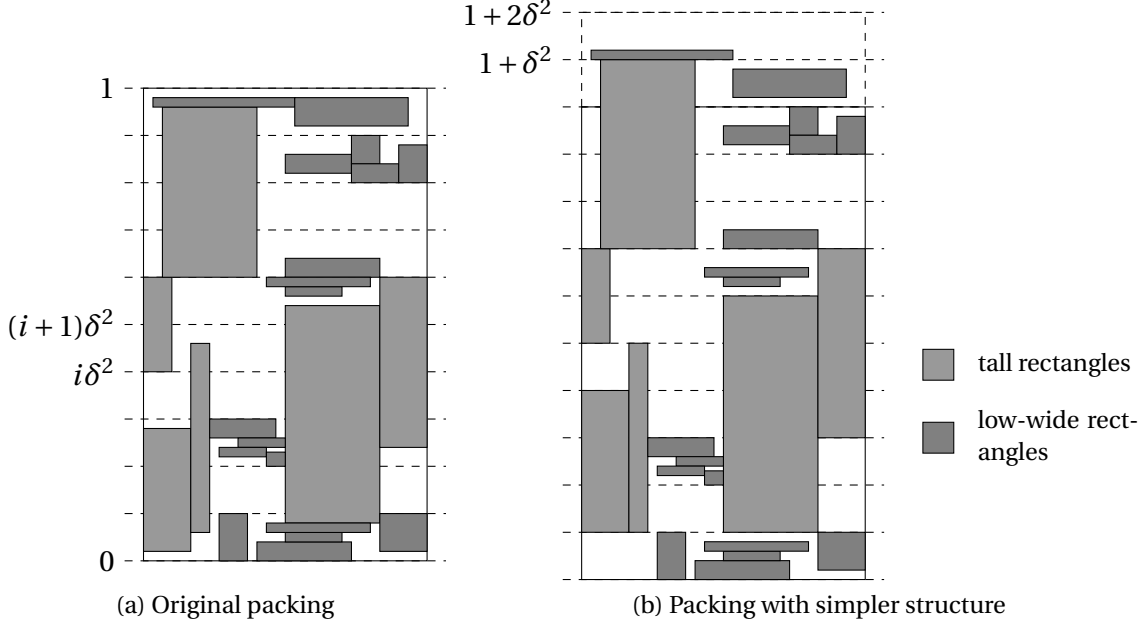 1 + 2δ²
1 + δ²
1
(i + 1)δ²
iδ²
0
tall rectangles
low-wide rect-
angles
(a) Original packing
(b) Packing with simpler structure